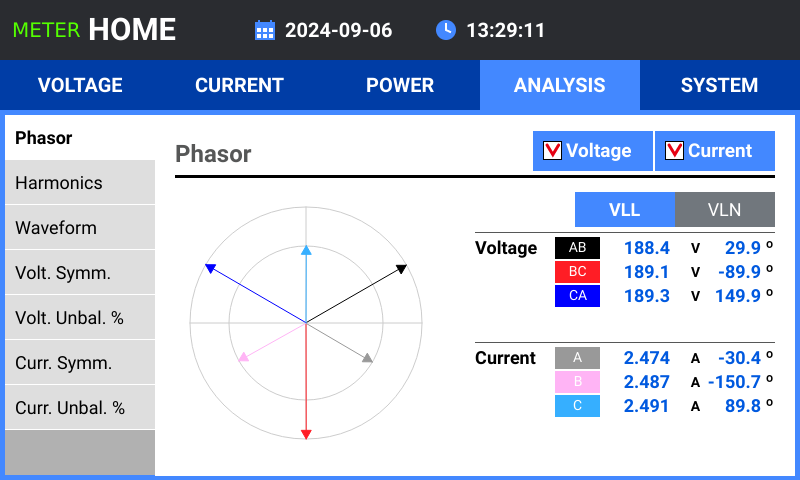 METER HOME 2024-09-06 13:29:11
VOLTAGE CURRENT POWER ANALYSIS SYSTEM
Phasor
Harmonics
Waveform
Volt. Symm.
Volt. Unbal. %
Curr. Symm.
Curr. Unbal. %
Phasor Voltage Current
VLL VLN
Voltage AB 188.4 V 29.9 º
BC 189.1 V -89.9 º
CA 189.3 V 149.9 º
Current A 2.474 A -30.4 º
B 2.487 A -150.7 º
C 2.491 A 89.8 º